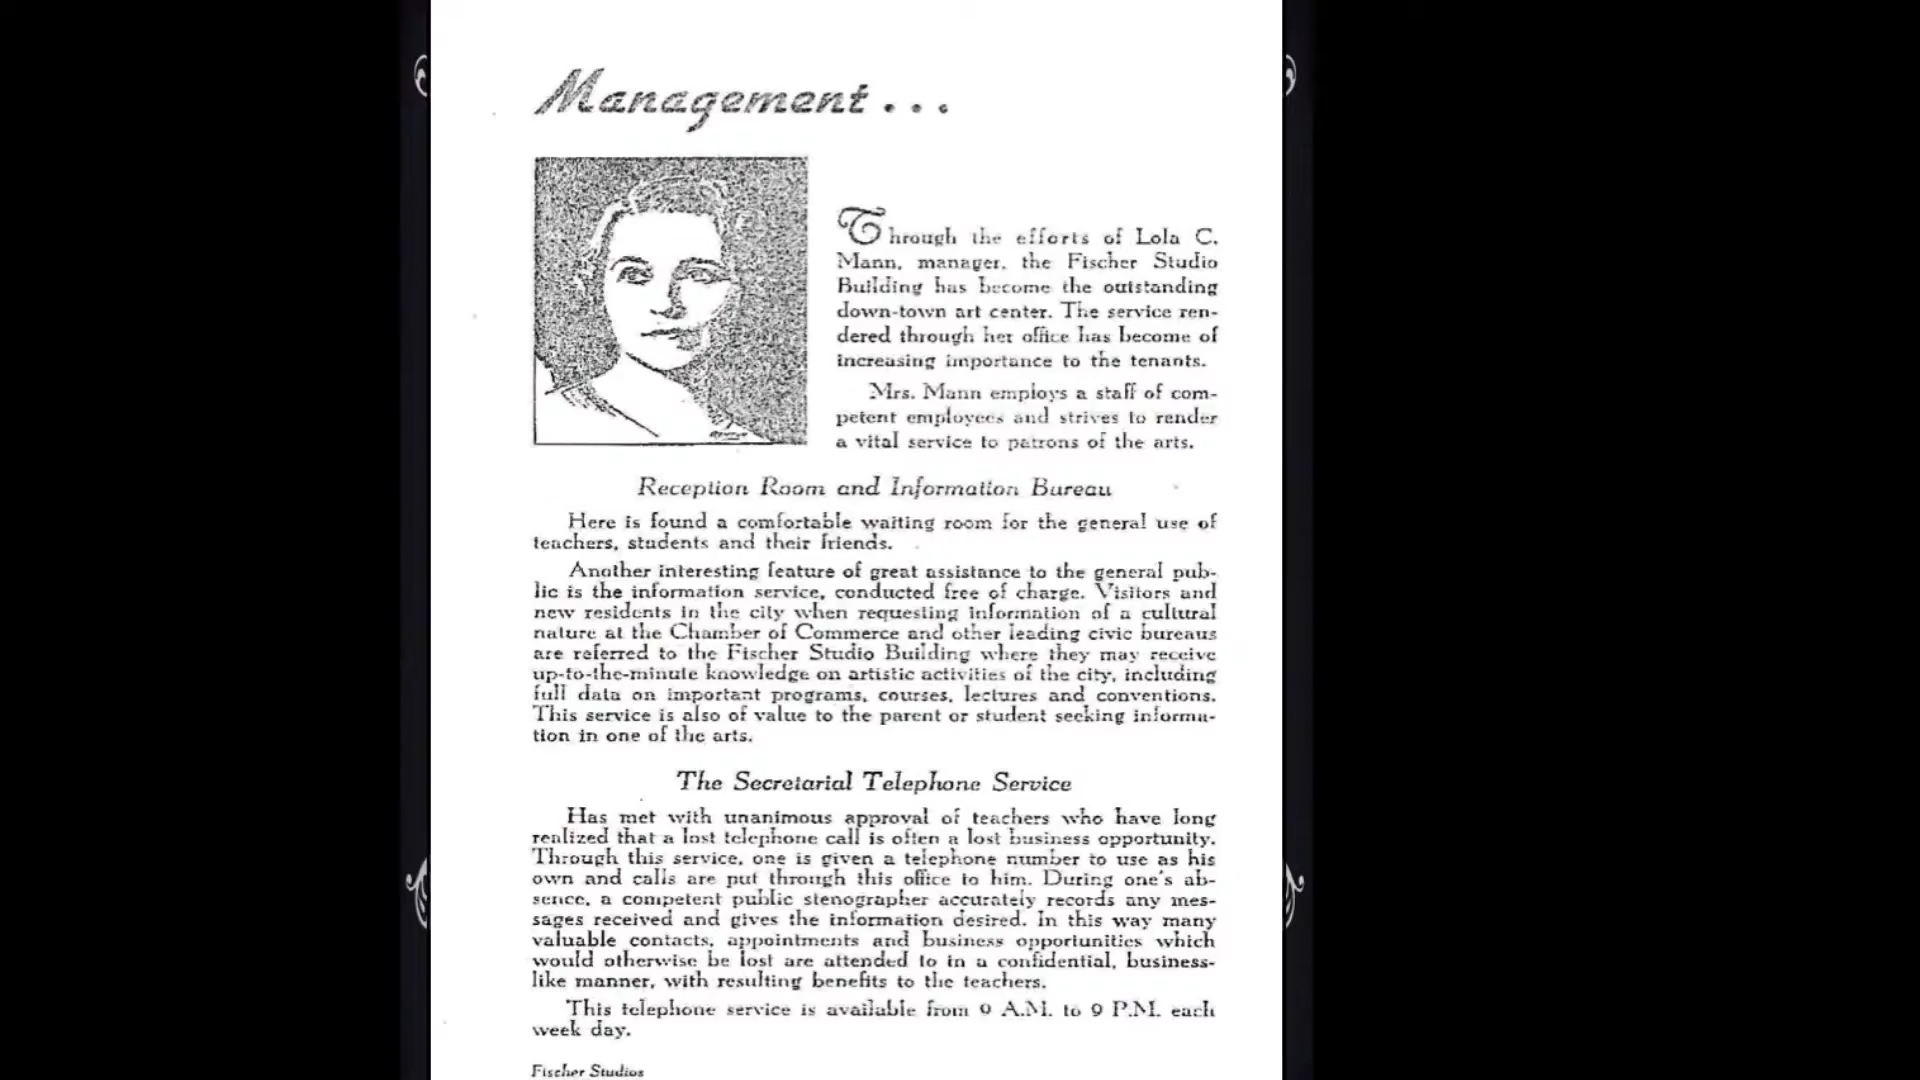 Management...
Through the efforts of Lola C.
Mann, manager, the Fischer Studio
Building has become the outstanding
down-town art center. The service ren-
dered through her office has become of
increasing importance to the tenants.
Mrs. Mann employs a staff of com-
petent employees and strives to render
a vital service to patrons of the arts.
Reception Room and Information Bureau
Here is found a comfortable waiting room for the general use of
teachers, students and their friends.
Another interesting feature of great assistance to the general pub-
lic is the information service, conducted free of charge. Visitors and
new residents in the city when requesting information of a cultural
nature at the Chamber of Commerce and other leading civic bureaus
are referred to the Fischer Studio Building where they may receive
up-to-the-minute knowledge on artistic activities of the city, including
full data on important programs, courses, lectures and conventions.
This service is also of value to the parent or student seeking informa-
tion in one of the arts.
The Secretarial Telephone Service
Has met with unanimous approval of teachers who have long
realized that a lost telephone call is often a lost business opportunity.
Through this service, one is given a telephone number to use as his
own and calls are put through this office to him. During one's ab-
sence, a competent public stenographer accurately records any mes-
sages received and gives the information desired. In this way many
valuable contacts, appointments and business opportunities which
would otherwise be lost are attended to in a confidential, business-
like manner, with resulting benefits to the teachers.
This telephone service is available from 9 A.M. to 9 P.M. each
week day.
Fischer Studios